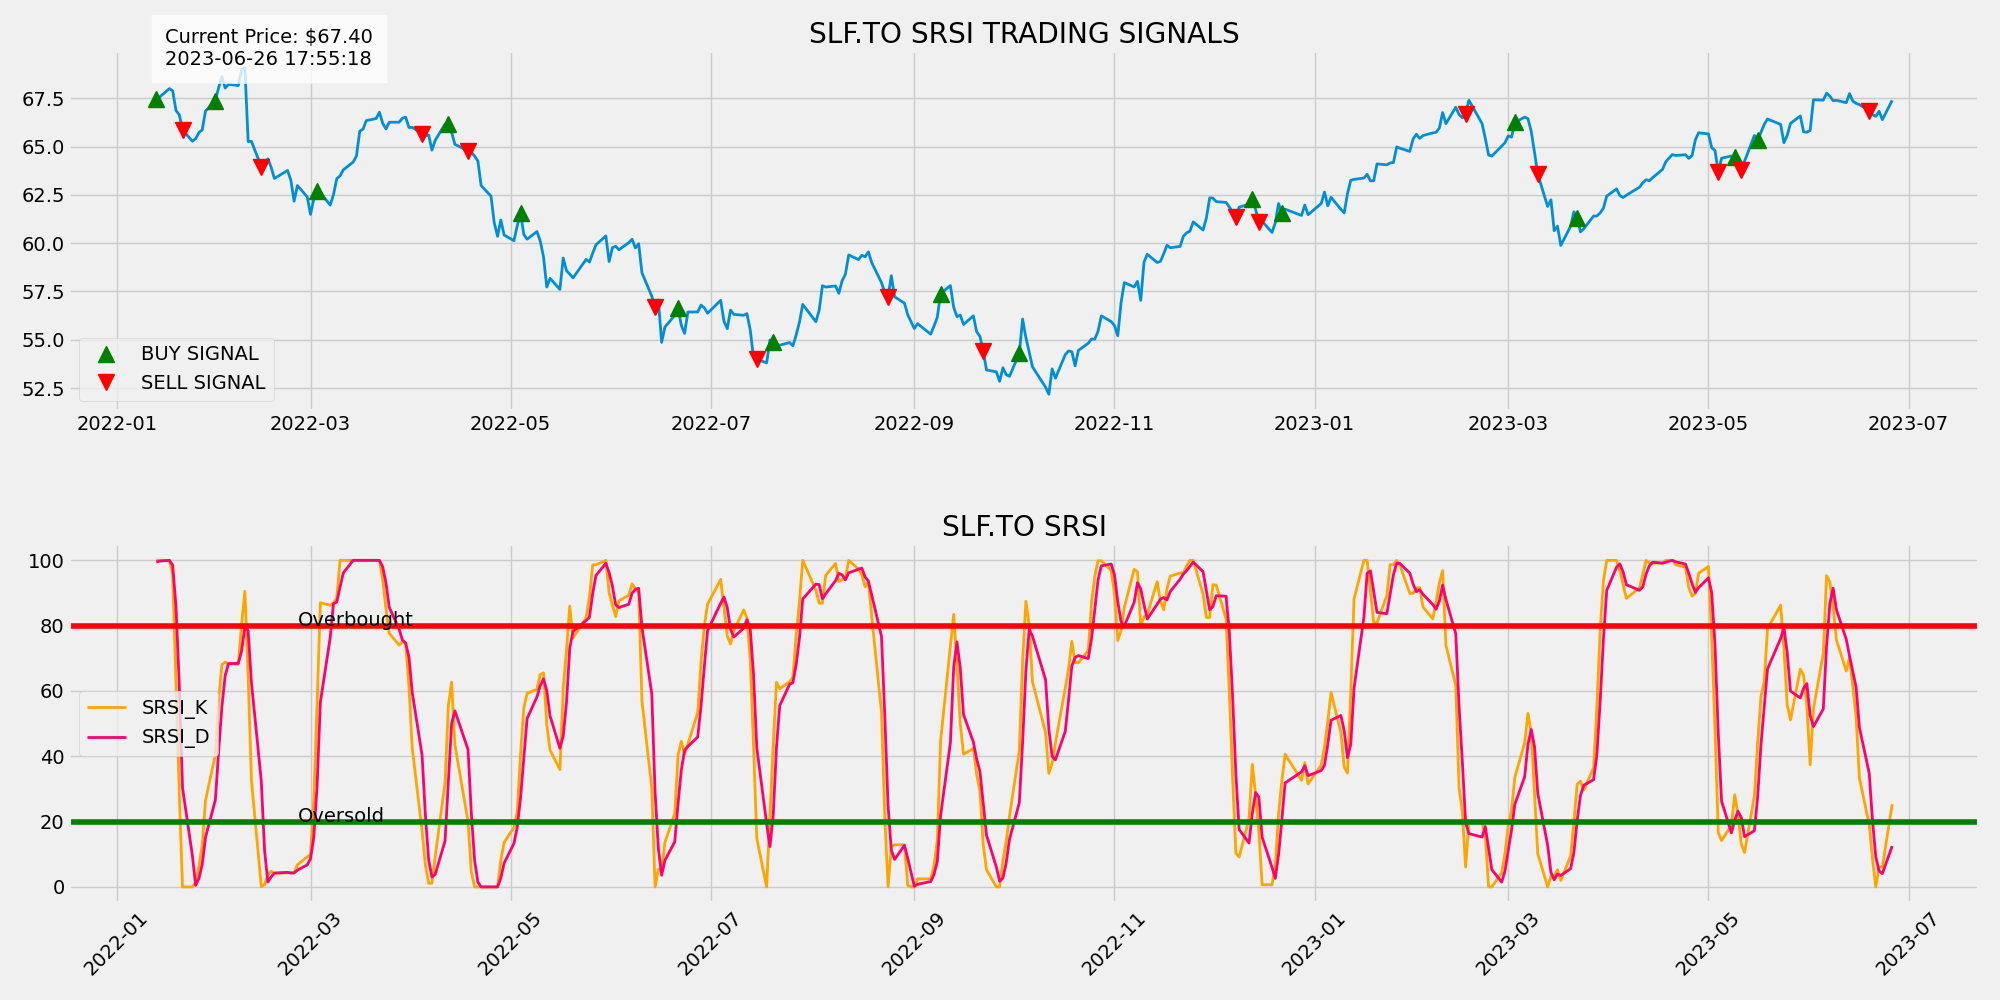 SLF.TO SRSI TRADING SIGNALS
Current Price: $67.40
2023-06-26 17:55:18
67.5
65.0
62.5
60.0
57.5
55.0
52.5
BUY SIGNAL
SELL SIGNAL
2022-01 2022-03 2022-05 2022-07 2022-09 2022-11 2023-01 2023-03 2023-05 2023-07
SLF.TO SRSI
100
80
60
40
20
0
Overbought
Oversold
SRSI_K
SRSI_D
2022-01 2022-03 2022-05 2022-07 2022-09 2022-11 2023-01 2023-03 2023-05 2023-07